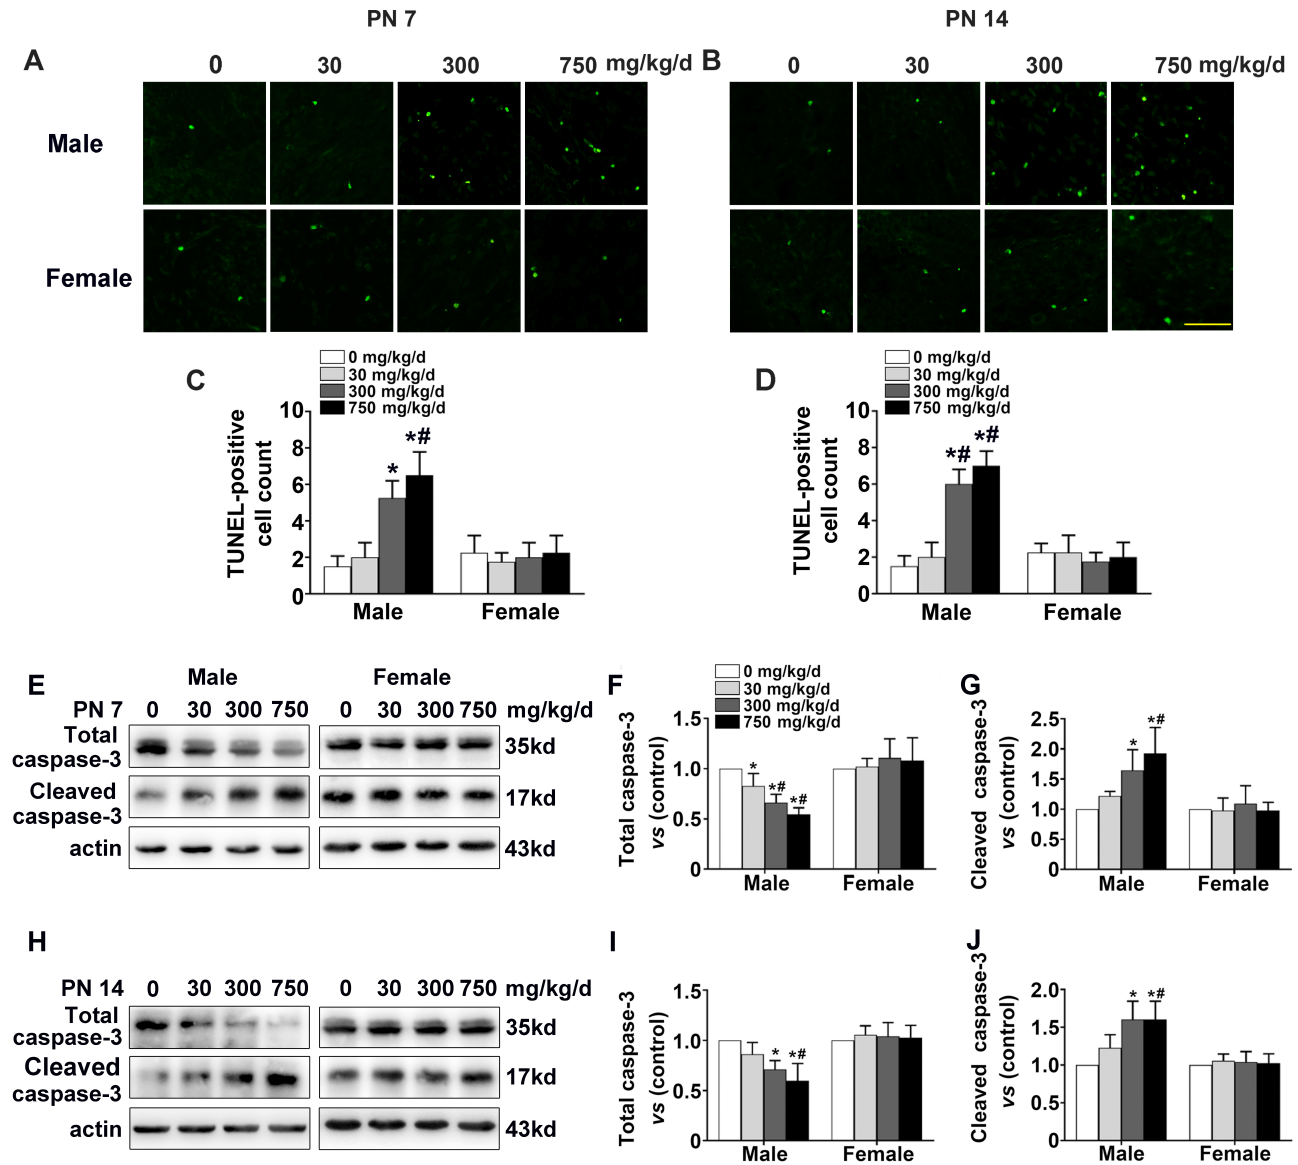 PN 7
PN 14
A
0 30 300 750 mg/kg/d
B
0 30 300 750 mg/kg/d
Male
Female
C
0 mg/kg/d
30 mg/kg/d
300 mg/kg/d
750 mg/kg/d
TUNEL-positive
cell count
10
8
6
4
2
0
*
*#
Male Female
D
0 mg/kg/d
30 mg/kg/d
300 mg/kg/d
750 mg/kg/d
TUNEL-positive
cell count
10
8
6
4
2
0
*#
*#
Male Female
E
Male Female
PN 7 0 30 300 750 0 30 300 750 mg/kg/d
Total
caspase-3
35kd
Cleaved
caspase-3
17kd
actin
43kd
F
0 mg/kg/d
30 mg/kg/d
300 mg/kg/d
750 mg/kg/d
Total caspase-3
vs (control)
1.5
1.0
0.5
0
*
*#
*#
Male Female
G
Cleaved caspase-3
vs (control)
2.5
2.0
1.5
1.0
0.5
0
*
*#
Male Female
H
PN 14 0 30 300 750 0 30 300 750 mg/kg/d
Total
caspase-3
35kd
Cleaved
caspase-3
17kd
actin
43kd
I
Total caspase-3
vs (control)
1.5
1.0
0.5
0
*
*#
Male Female
J
Cleaved caspase-3
vs (control)
2.0
1.5
1.0
0.5
0
*
*#
Male Female